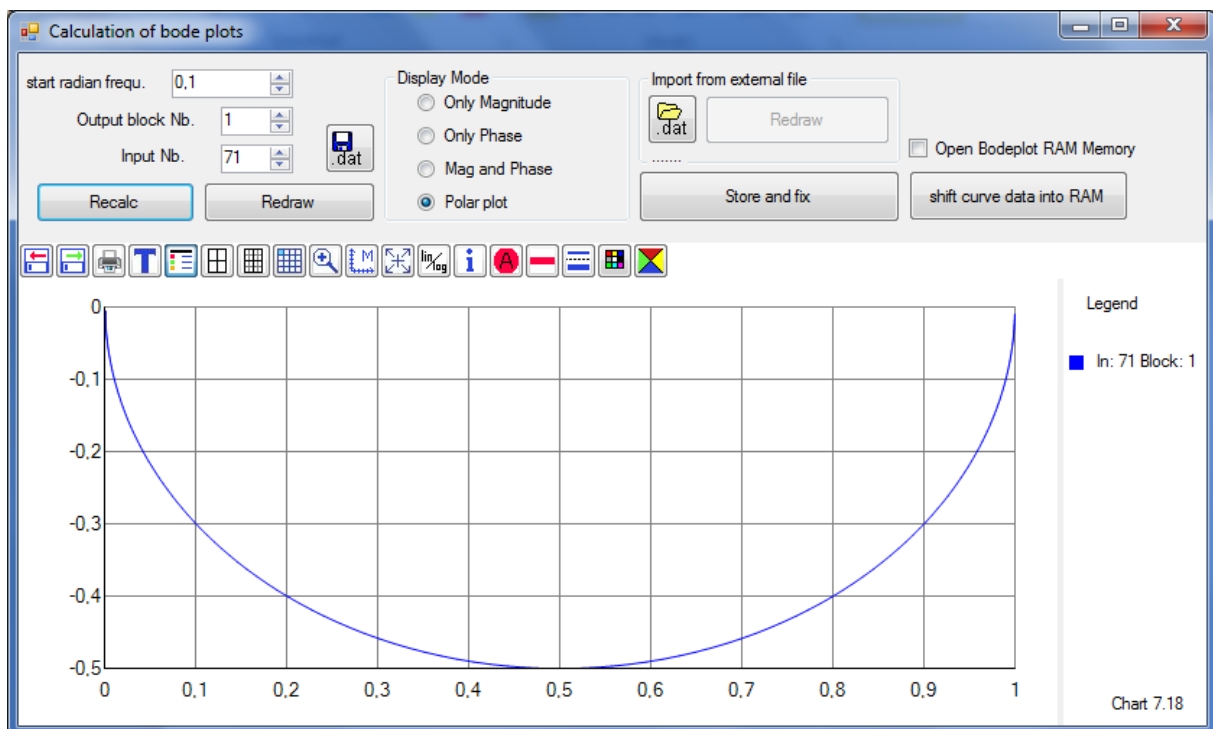 Calculation of bode plots
start radian frequ. 0,1
Output block Nb. 1
Input Nb. 71
.dat
Recalc
Redraw
Display Mode
Only Magnitude
Only Phase
Mag and Phase
Polar plot
Import from external file
.dat
Redraw
.......
Store and fix
Open Bodeplot RAM Memory
shift curve data into RAM
T
M
lin/log
i
A
0
-0,1
-0,2
-0,3
-0,4
-0,5
0 0,1 0,2 0,3 0,4 0,5 0,6 0,7 0,8 0,9 1
Legend
In: 71 Block: 1
Chart 7.18